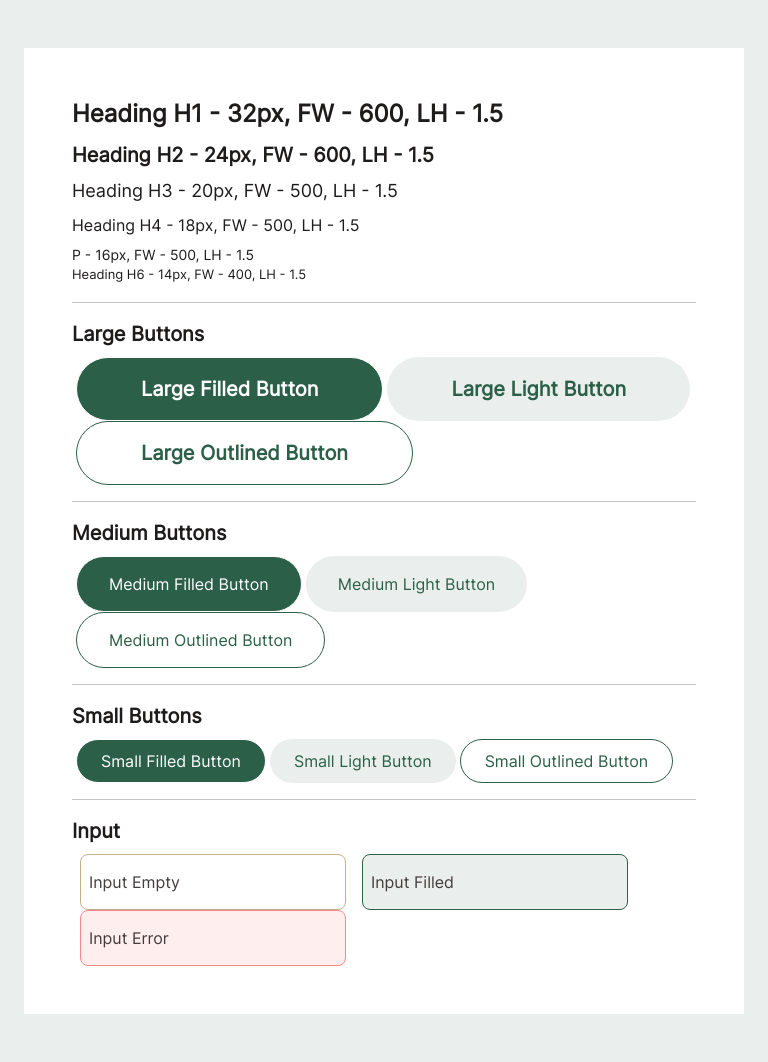 Heading H1 - 32px, FW - 600, LH - 1.5
Heading H2 - 24px, FW - 600, LH - 1.5
Heading H3 - 20px, FW - 500, LH - 1.5
Heading H4 - 18px, FW - 500, LH - 1.5
P - 16px, FW - 500, LH - 1.5
Heading H6 - 14px, FW - 400, LH - 1.5
Large Buttons
Large Filled Button
Large Light Button
Large Outlined Button
Medium Buttons
Medium Filled Button
Medium Light Button
Medium Outlined Button
Small Buttons
Small Filled Button
Small Light Button
Small Outlined Button
Input
Input Empty
Input Filled
Input Error